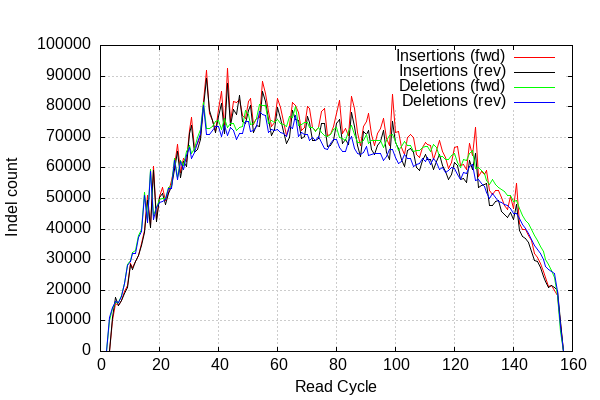 100000
90000
80000
70000
60000
50000
40000
30000
20000
10000
0
Indel count
Insertions (fwd)
Insertions (rev)
Deletions (fwd)
Deletions (rev)
0 20 40 60 80 100 120 140 160
Read Cycle